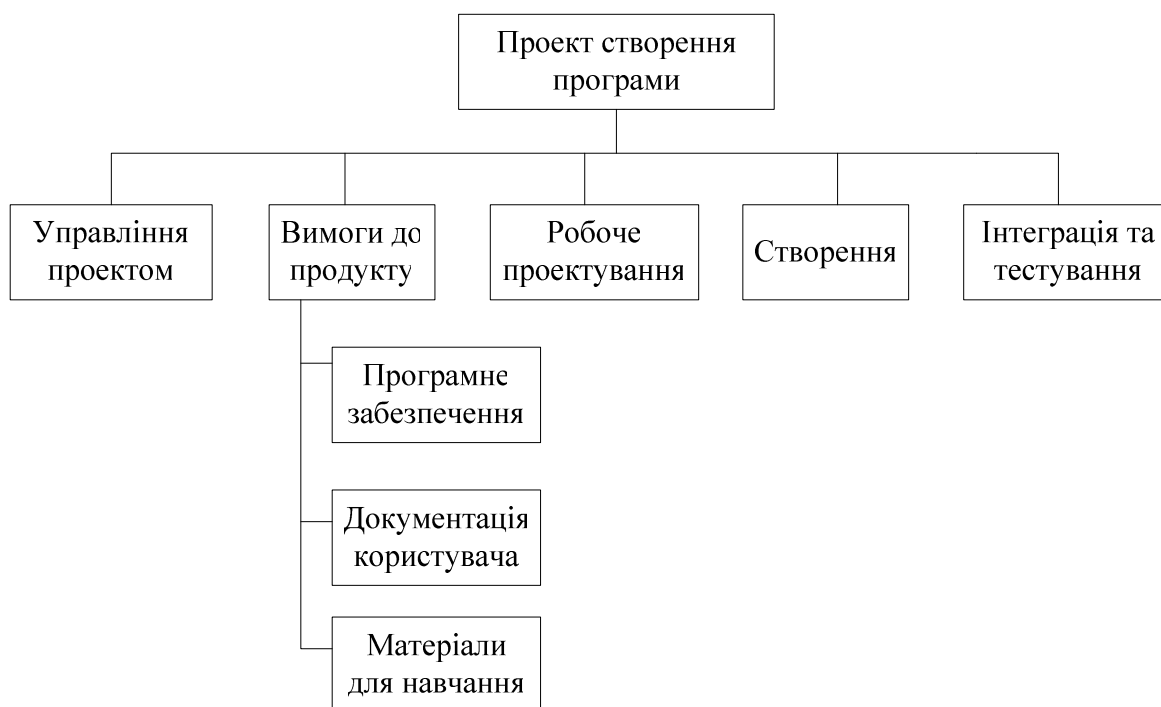 Проект створення
програми
Управління
проектом
Вимоги до
продукту
Робоче
проектування
Створення
Інтеграція та
тестування
Програмне
забезпечення
Документація
користувача
Матеріали
для навчання